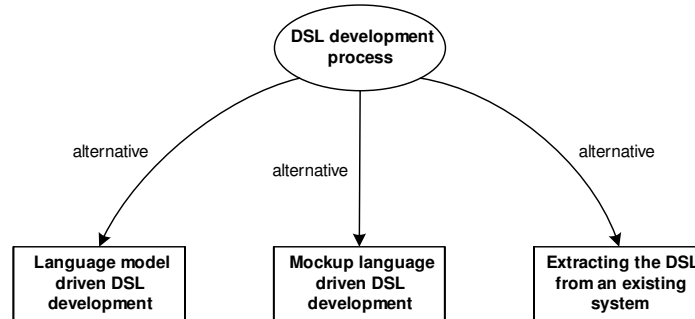 DSL development
process
alternative
alternative
alternative
Language model
driven DSL
development
Mockup language
driven DSL
development
Extracting the DSL
from an existing
system